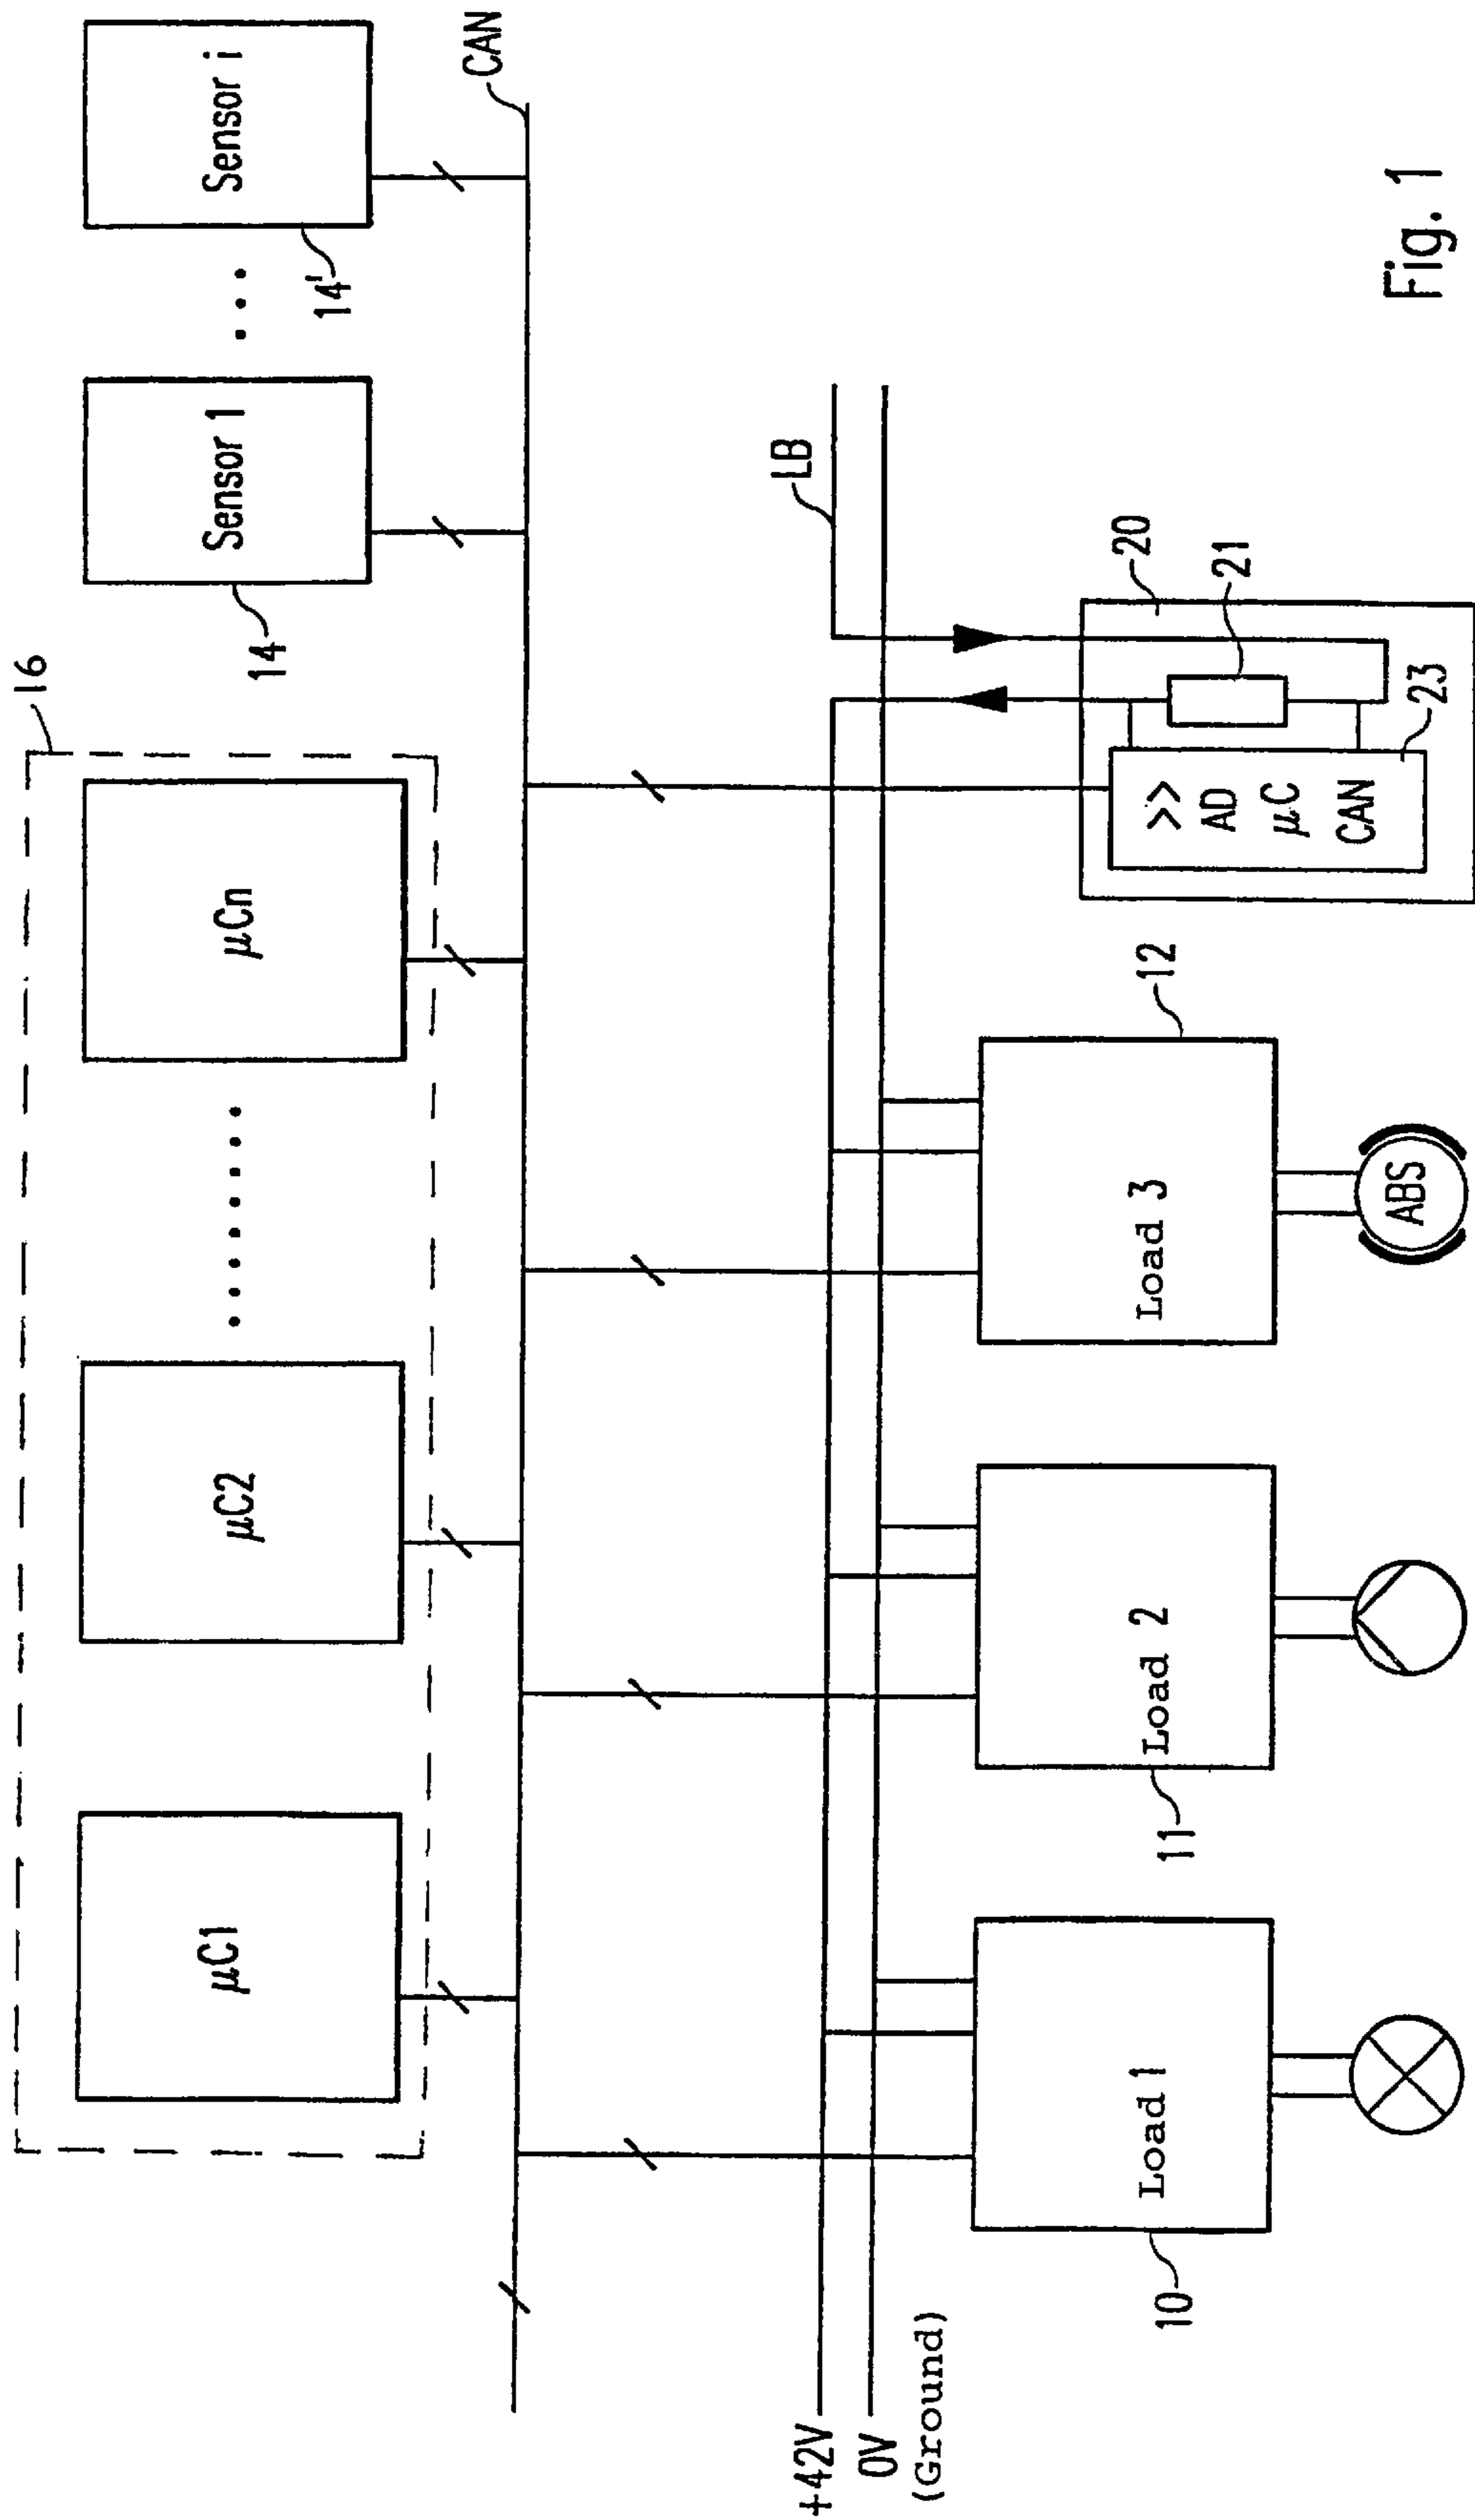 16
µC1
µC2
µCn
Sensor 1
Sensor i
14
14'
CAN
+42V
0V
(Ground)
LB
Load 1
Load 2
Load 3
>>
AD
µC
CAN
20
21
23
10
11
12
ABS
Fig. 1